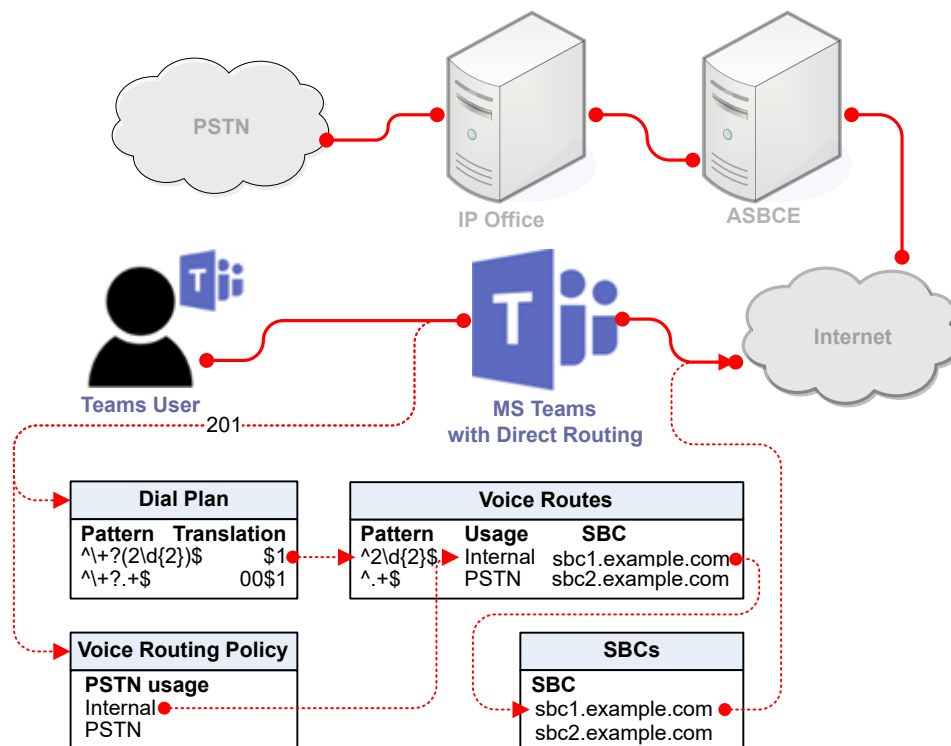 PSTN
IP Office
ASBCE
T
T
Internet
Teams User
MS Teams
with Direct Routing
201
Dial Plan
Pattern Translation
^\+?(2\d{2})$ $1
^\+?.+$ 00$1
Voice Routes
Pattern Usage SBC
^2\d{2}$ Internal sbc1.example.com
^.+$ PSTN sbc2.example.com
Voice Routing Policy
PSTN usage
Internal
PSTN
SBCs
SBC
sbc1.example.com
sbc2.example.com